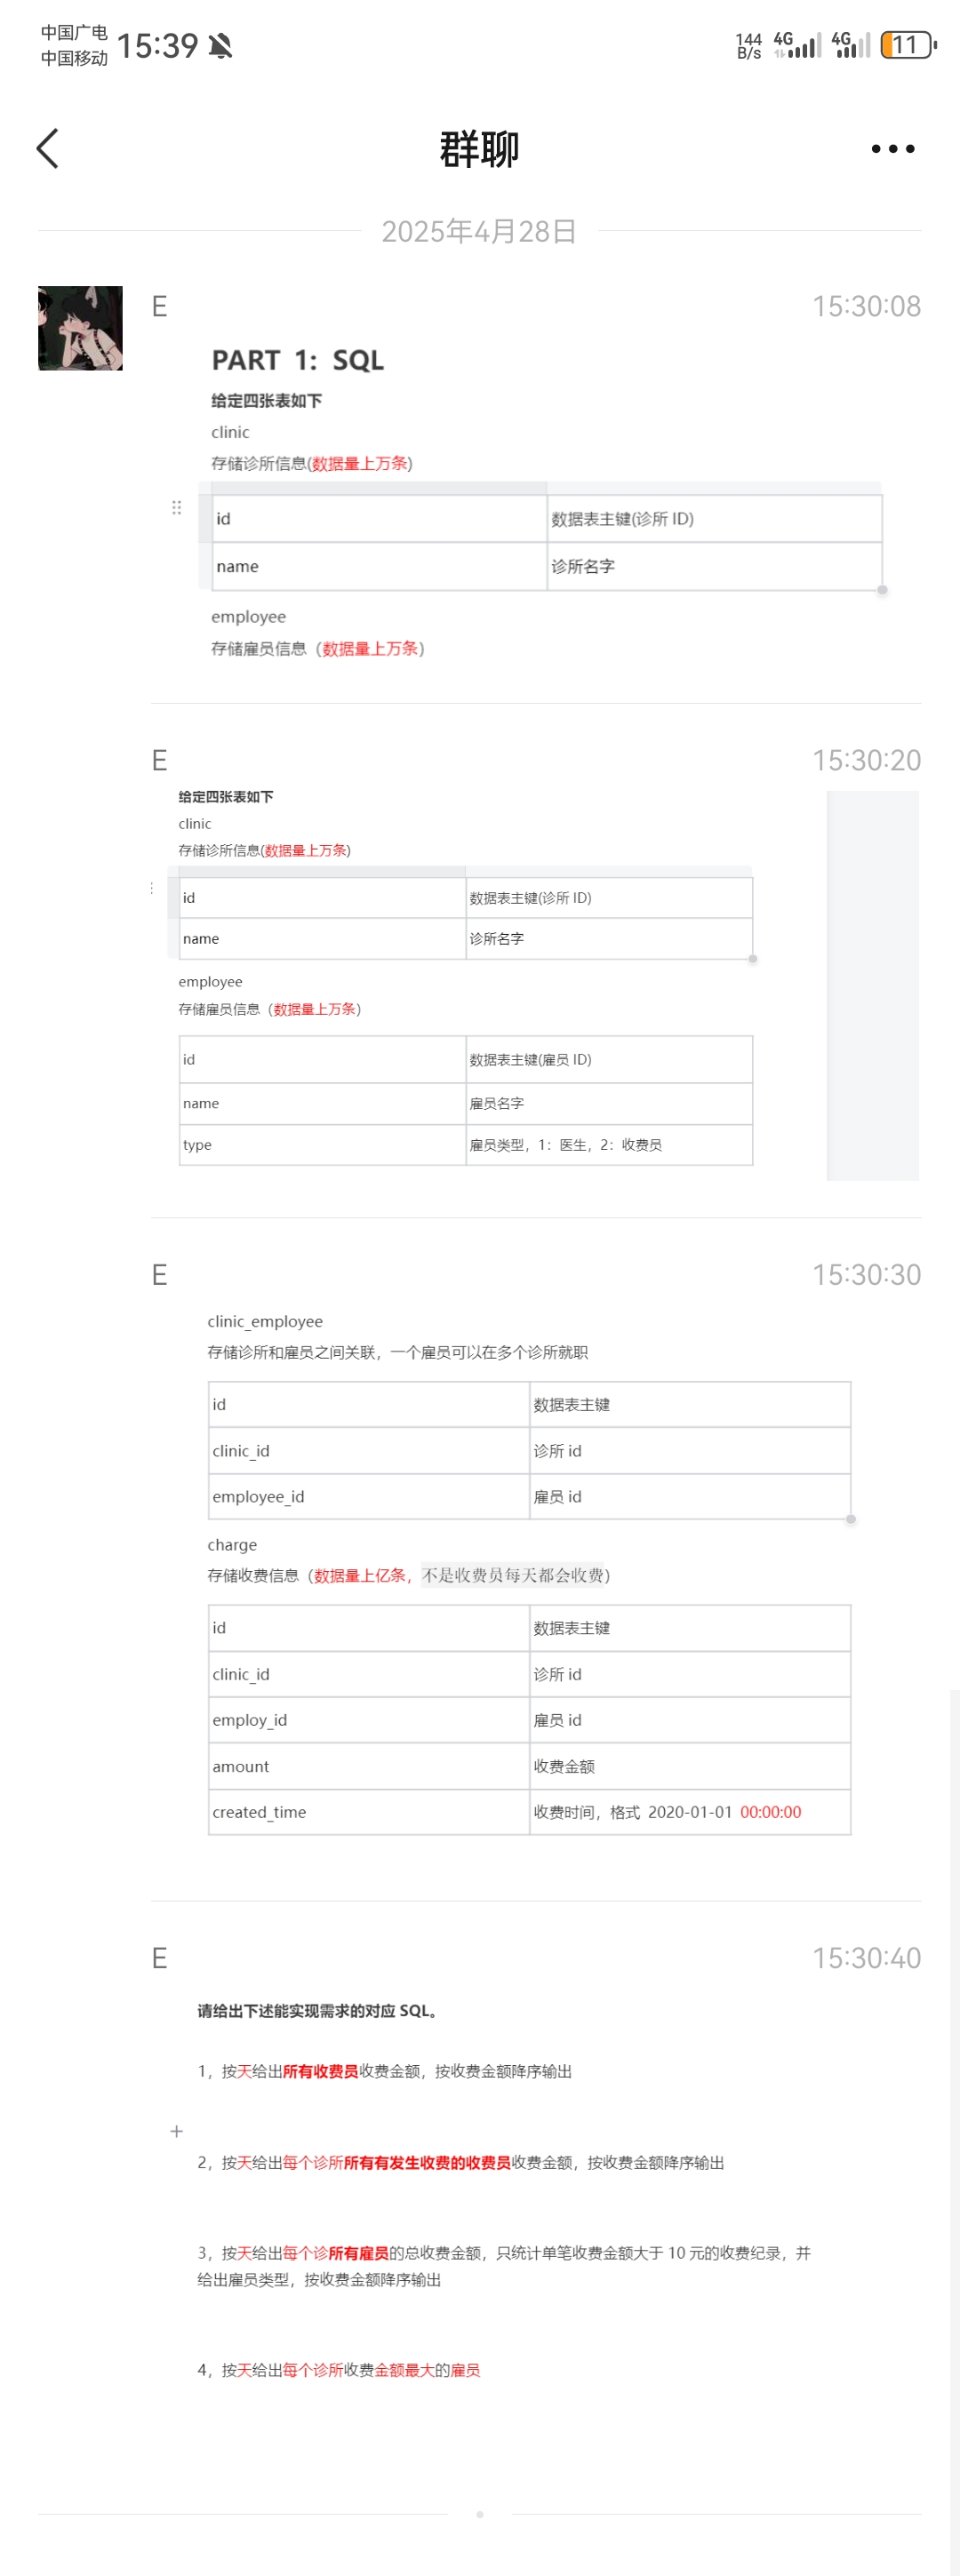 中国广电
中国移动
15:39
144
B/s
4G
4G
11
群聊
2025年4月28日
E
15:30:08
PART 1: SQL
给定四张表如下
clinic
存储诊所信息(数据量上万条)
id 数据表主键(诊所 ID)
name 诊所名字
employee
存储雇员信息（数据量上万条）
E
15:30:20
给定四张表如下
clinic
存储诊所信息(数据量上万条)
id 数据表主键(诊所 ID)
name 诊所名字
employee
存储雇员信息（数据量上万条）
id 数据表主键(雇员 ID)
name 雇员名字
type 雇员类型，1：医生，2：收费员
E
15:30:30
clinic_employee
存储诊所和雇员之间关联，一个雇员可以在多个诊所就职
id 数据表主键
clinic_id 诊所 id
employee_id 雇员 id
charge
存储收费信息（数据量上亿条，不是收费员每天都会收费）
id 数据表主键
clinic_id 诊所 id
employ_id 雇员 id
amount 收费金额
created_time 收费时间，格式 2020-01-01 00:00:00
E
15:30:40
请给出下述能实现需求的对应 SQL。
1，按天给出所有收费员收费金额，按收费金额降序输出
2，按天给出每个诊所所有有发生收费的收费员收费金额，按收费金额降序输出
3，按天给出每个诊所有雇员的总收费金额，只统计单笔收费金额大于 10 元的收费纪录，并
给出雇员类型，按收费金额降序输出
4，按天给出每个诊所收费金额最大的雇员